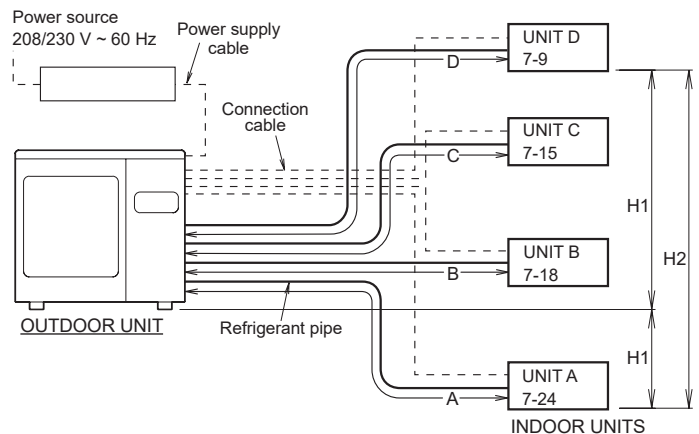 Power source
208/230 V ~ 60 Hz
Power supply
cable
Connection
cable
UNIT D
7-9
D
UNIT C
7-15
C
H1
H2
UNIT B
7-18
B
OUTDOOR UNIT
Refrigerant pipe
H1
UNIT A
7-24
A
INDOOR UNITS